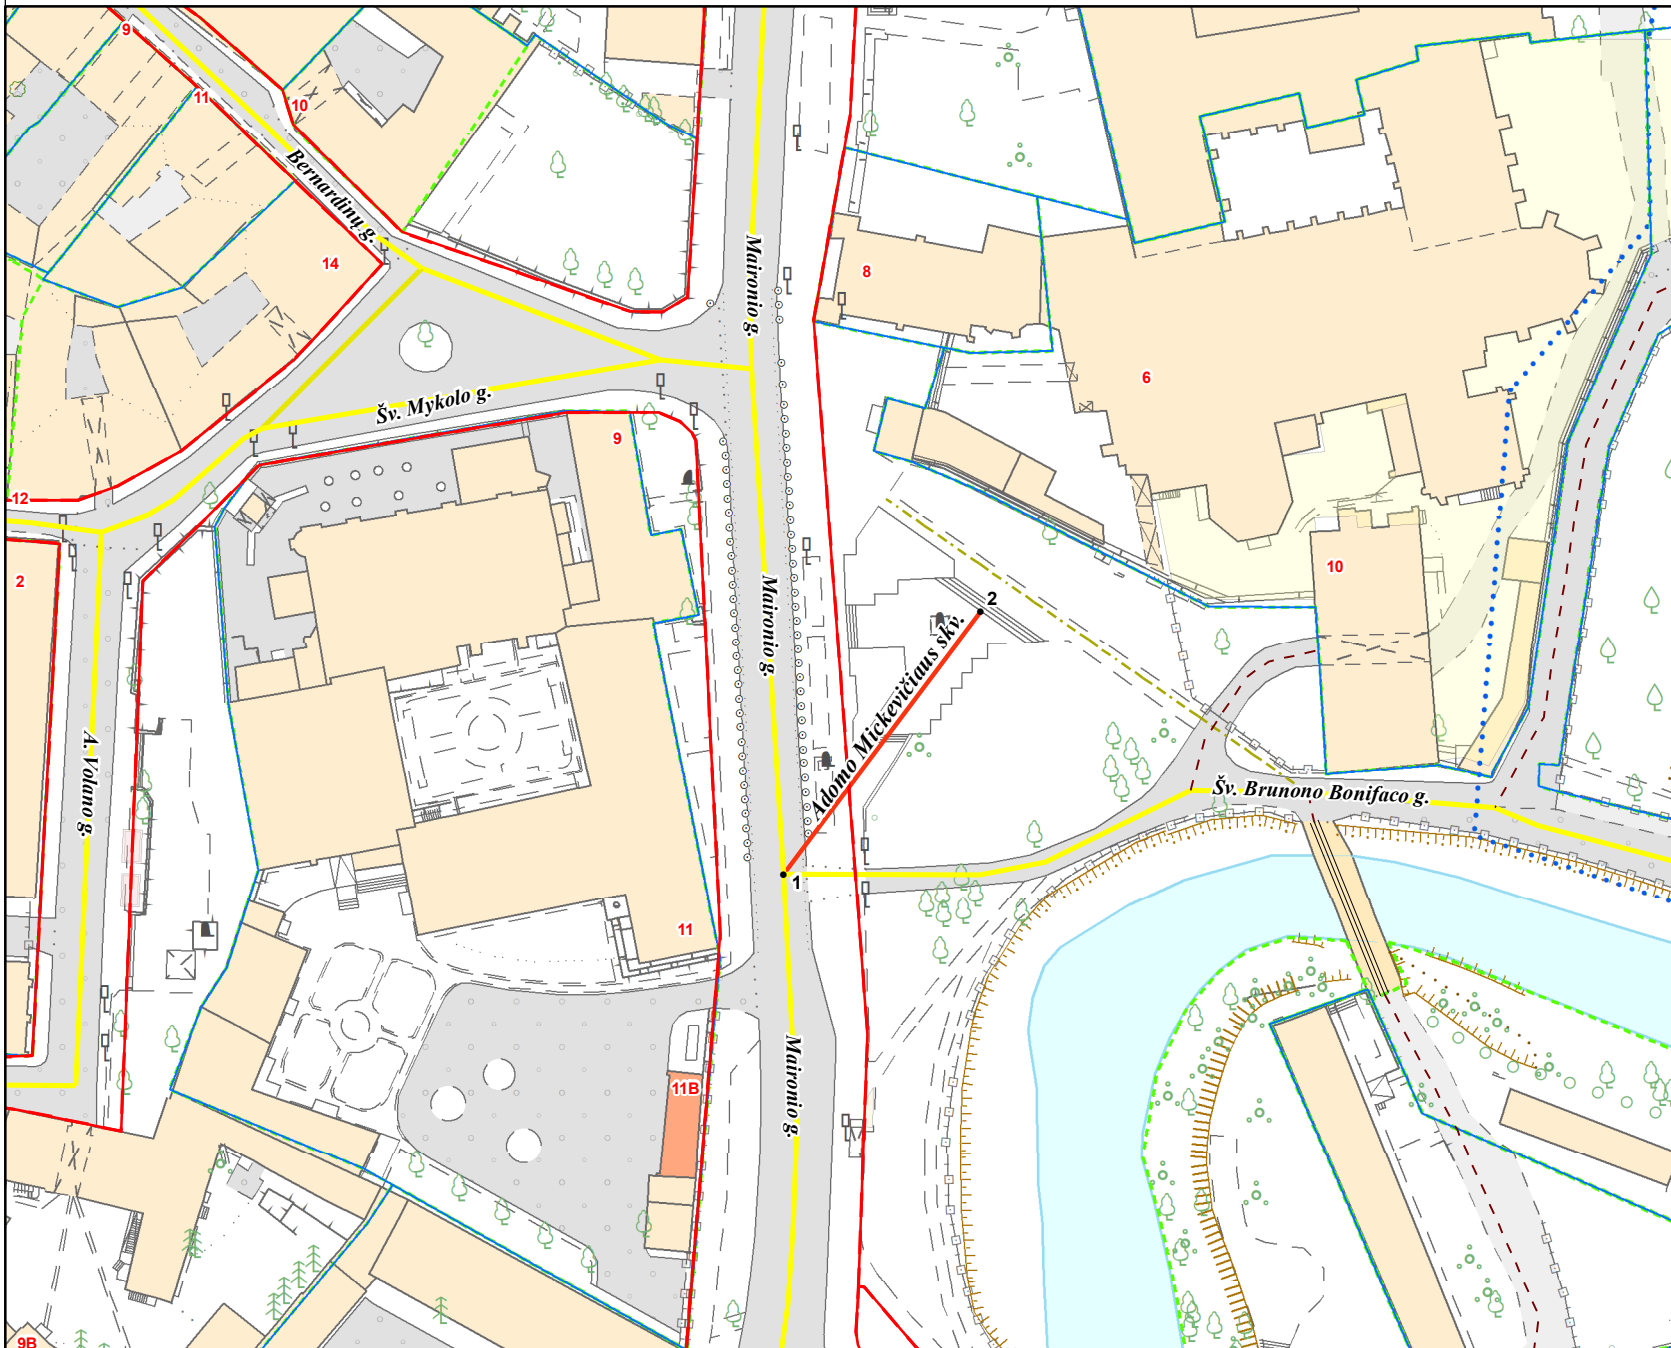 9
11
10
Bernardinų g.
14
Mairionio g.
8
6
Šv. Mykolo g.
9
12
2
10
Maironio g.
2
Adomo Mickevičiaus skv.
A. Volano g.
Šv. Brunono Bonifaco g.
1
11
11B
Maironio g.
9B